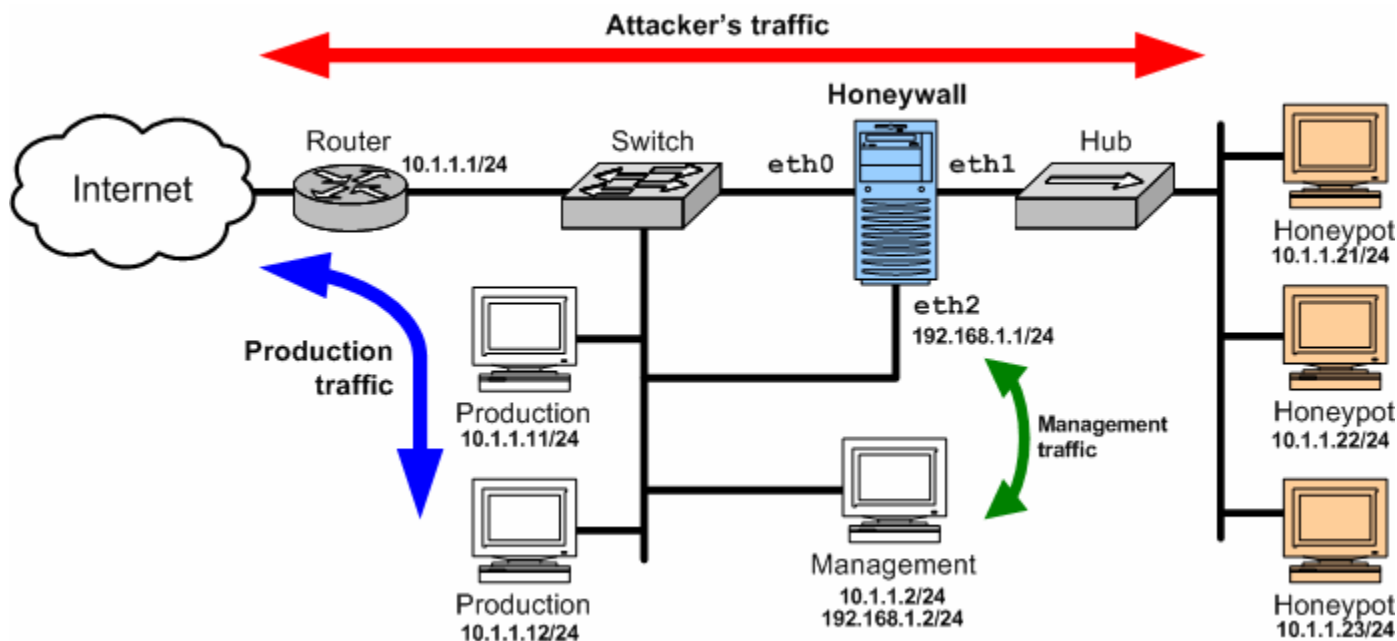 Attacker's traffic
Honeywall
Router
Switch
Hub
10.1.1.1/24
eth0
eth1
Internet
Honeypot
10.1.1.21/24
eth2
192.168.1.1/24
Production
traffic
Production
10.1.1.11/24
Management
traffic
Honeypot
10.1.1.22/24
Management
10.1.1.2/24
192.168.1.2/24
Production
10.1.1.12/24
Honeypot
10.1.1.23/24